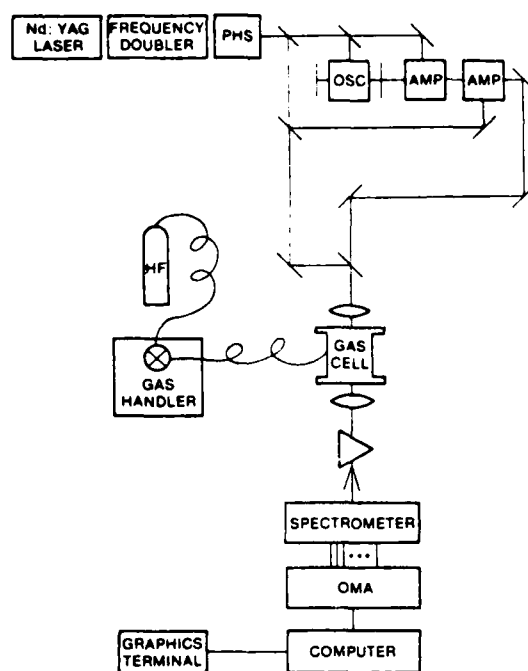 Nd: YAG
LASER
FREQUENCY
DOUBLER
PHS
OSC
AMP
AMP
HF
GAS
CELL
GAS
HANDLER
SPECTROMETER
OMA
GRAPHICS
TERMINAL
COMPUTER